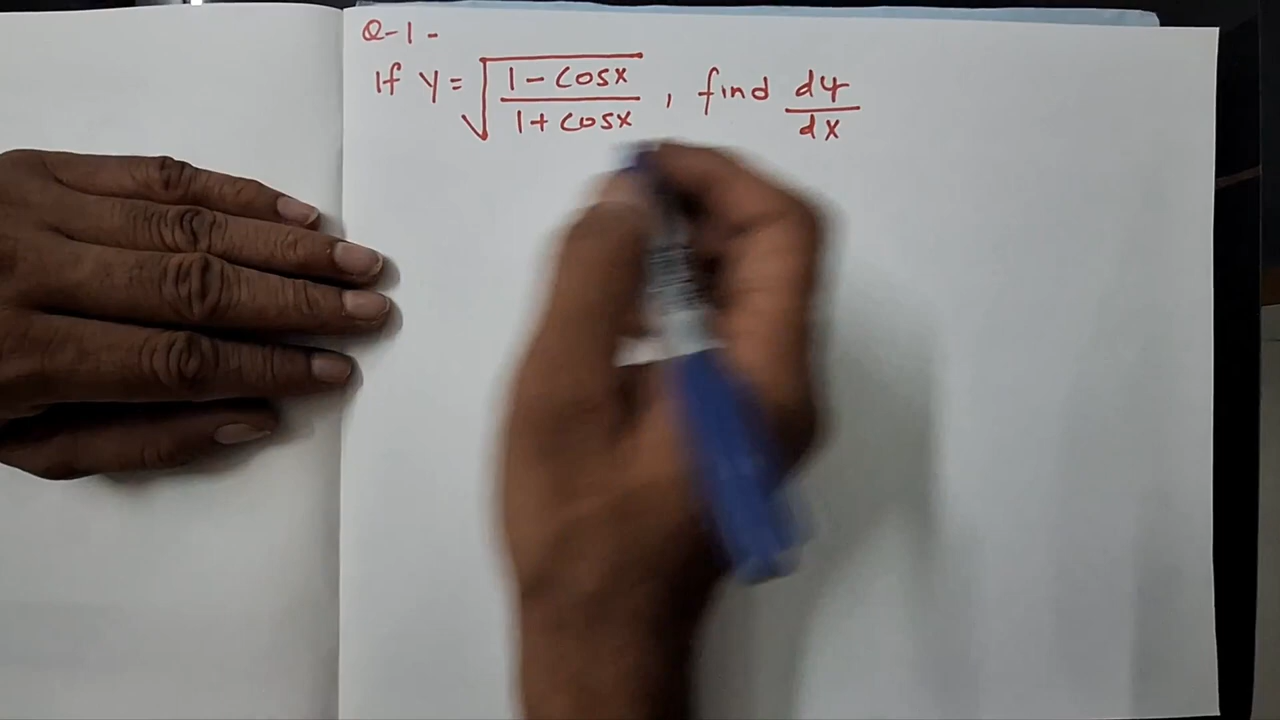 Q-1-
If y = √((1 - cosx)/(1 + cosx)), find dy/dx